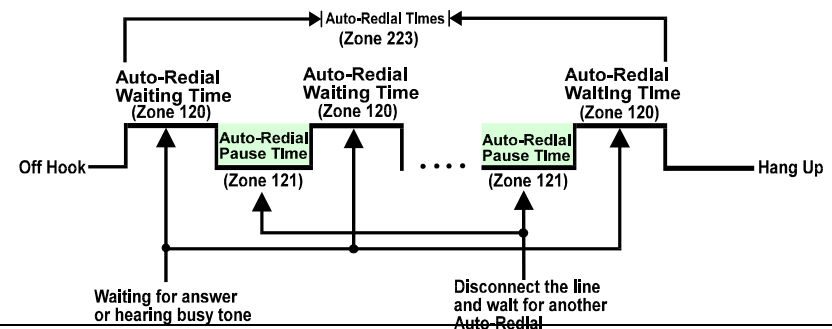 Auto-Redial Times
(Zone 223)
Auto-Redial
Waiting Time
(Zone 120)
Auto-Redial
Waiting Time
(Zone 120)
Auto-Redial
Waiting Time
(Zone 120)
Auto-Redial
Pause Time
(Zone 121)
Auto-Redial
Pause Time
(Zone 121)
Off Hook
Hang Up
Waiting for answer
or hearing busy tone
Disconnect the line
and wait for another
Auto-Redial